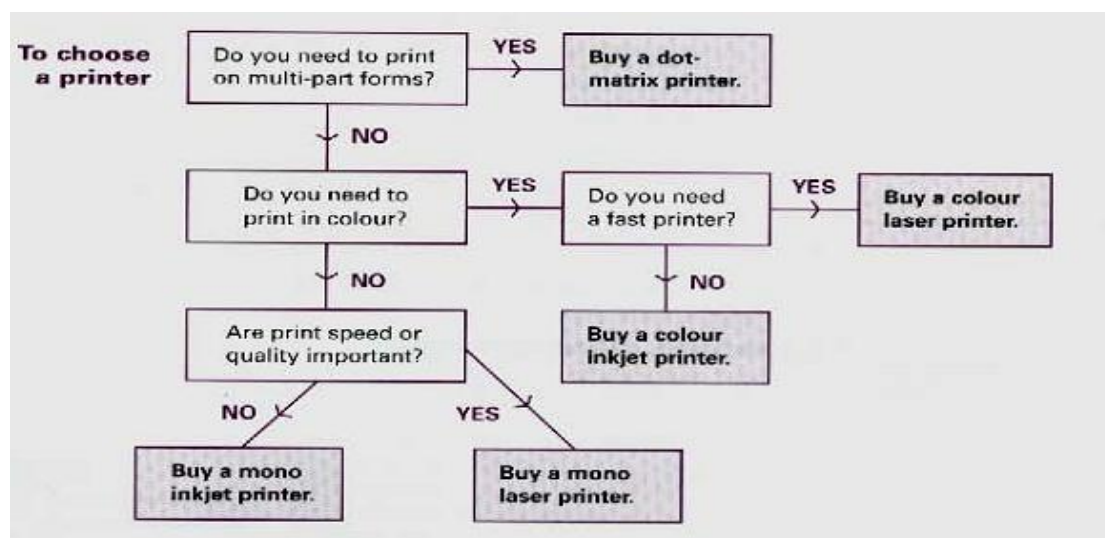 To choose
a printer
Do you need to print
on multi-part forms?
YES
Buy a dot-
matrix printer.
NO
Do you need to
print in colour?
YES
Do you need
a fast printer?
YES
Buy a colour
laser printer.
NO
NO
Are print speed or
quality important?
Buy a colour
inkjet printer.
NO
YES
Buy a mono
inkjet printer.
Buy a mono
laser printer.